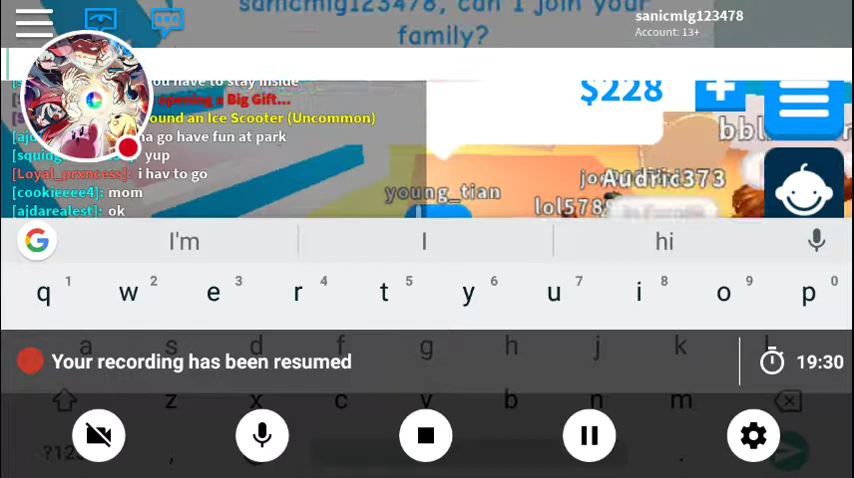 sanicmlg123478, can I join your
family?
sanicmlg123478
Account: 13+
you have to stay inside
opening a Big Gift...
ound an Ice Scooter (Uncommon)
na go have fun at park
yup
[Loyal_prxncess]: i hav to go
[cookieeee4]: mom
[ajdarealest]: ok
$228
bbl
young_tian
Audric373
lol578
I'm
I
hi
q 1 w 2 e 3 r 4 t 5 y 6 u 7 i 8 o 9 p 0
a s d f g h j k l
Your recording has been resumed
19:30
z x c v b n m
?123 , .